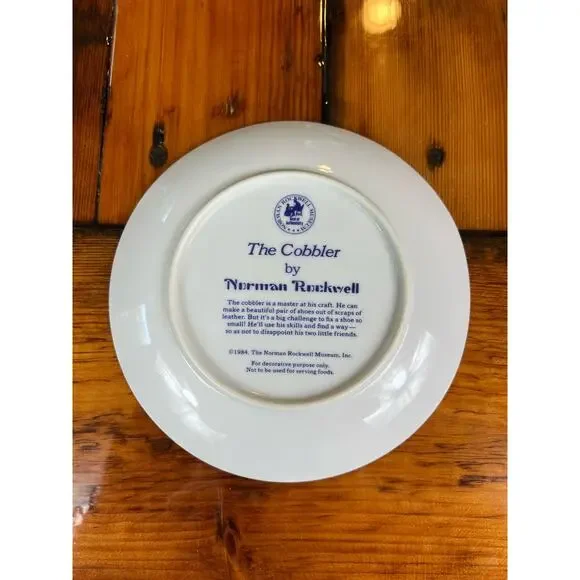 NORMAN ROCKWELL MUSEUM
The Cobbler
by
Norman Rockwell
The cobbler is a master at his craft. He can
make a beautiful pair of shoes out of scraps of
leather. But it's a big challenge to fix a shoe so
small! He'll use his skills and find a way—
so as not to disappoint his two little friends.
©1984. The Norman Rockwell Museum, Inc.
For decorative purpose only.
Not to be used for serving foods.